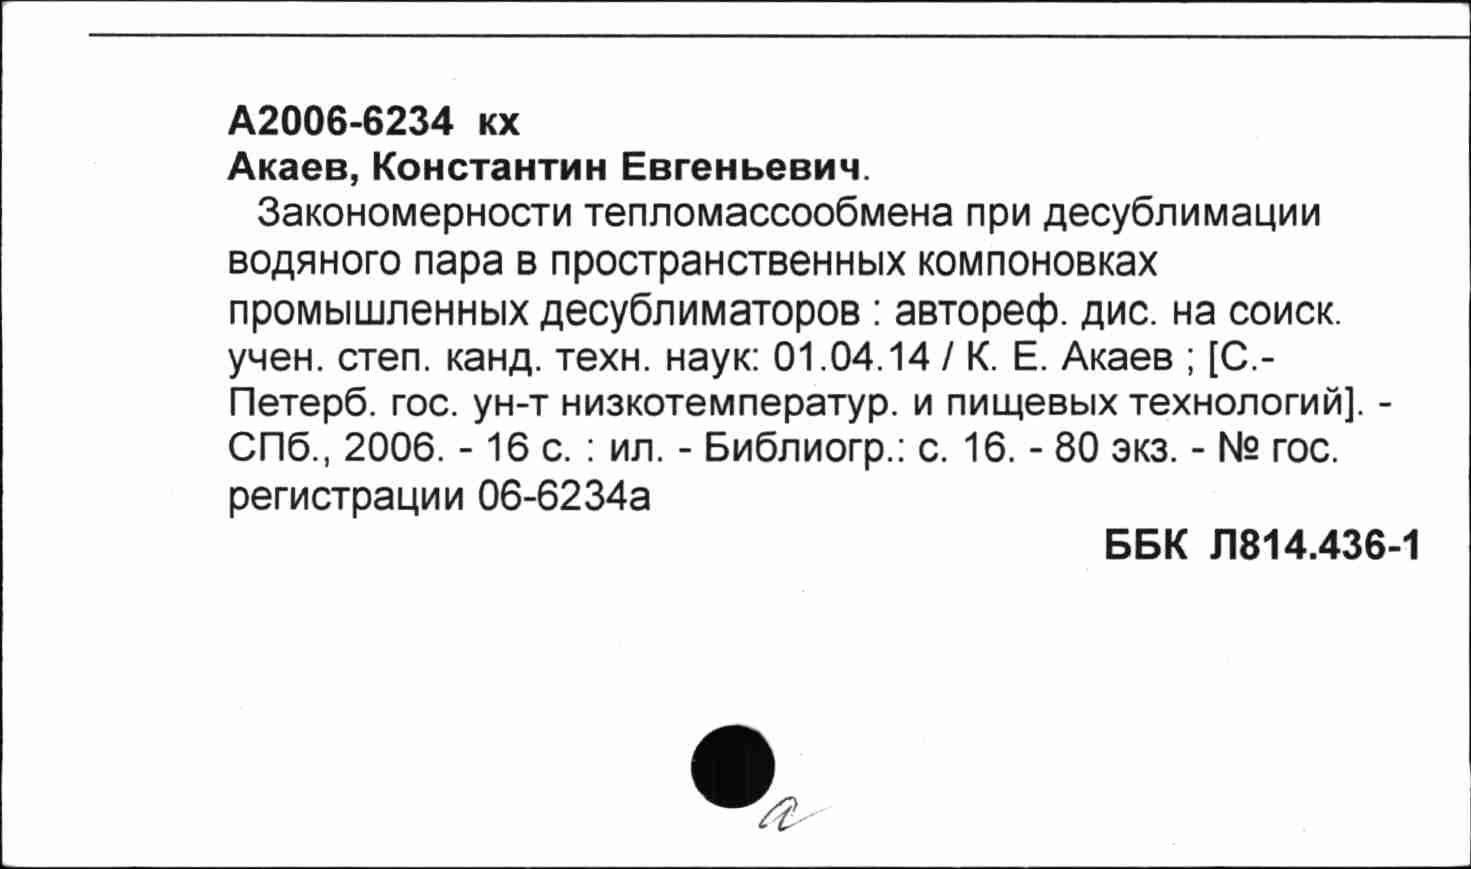 А2006-6234 кх
Акаев, Константин Евгеньевич.
Закономерности тепломассообмена при десублимации
водяного пара в пространственных компоновках
промышленных десублиматоров : автореф. дис. на соиск.
учен. степ. канд. техн. наук: 01.04.14 / К. Е. Акаев ; [С.-
Петерб. гос. ун-т низкотемператур. и пищевых технологий]. -
СПб., 2006. - 16 с. : ил. - Библиогр.: с. 16. - 80 экз. - № гос.
регистрации 06-6234а
ББК Л814.436-1
а